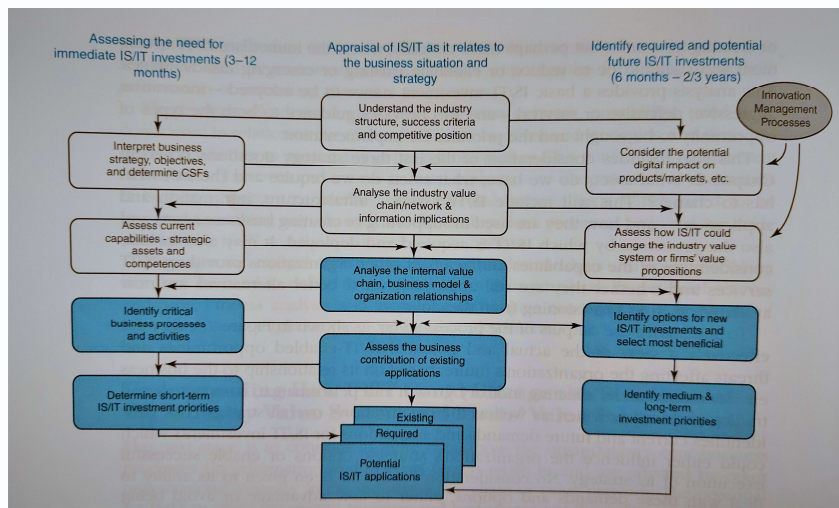 Assessing the need for
immediate IS/IT investments (3–12
months)
Appraisal of IS/IT as it relates to
the business situation and
strategy
Identify required and potential
future IS/IT investments
(6 months – 2/3 years)
Innovation
Management
Processes
Understand the industry
structure, success criteria
and competitive position
Interpret business
strategy, objectives,
and determine CSFs
Consider the potential
digital impact on
products/markets, etc.
Analyse the industry value
chain/network &
information implications
Assess current
capabilities - strategic
assets and
competences
Assess how IS/IT could
change the industry value
system or firms' value
propositions
Analyse the internal value
chain, business model &
organization relationships
Identify critical
business processes
and activities
Identify options for new
IS/IT investments and
select most beneficial
Assess the business
contribution of existing
applications
Determine short-term
IS/IT investment priorities
Identify medium &
long-term
investment priorities
Existing
Required
Potential
IS/IT applications